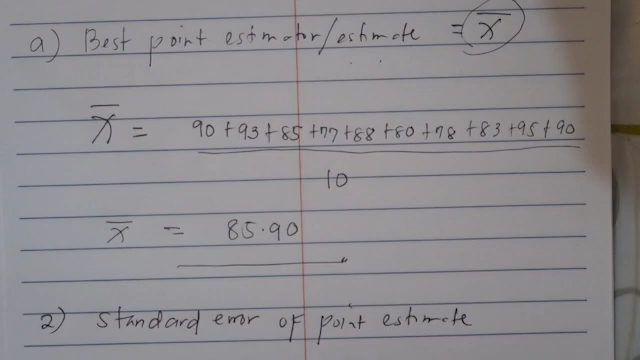 a) Best point estmator/estimate = x̅
x̅ = 90 + 93 + 85 + 77 + 88 + 80 + 78 + 83 + 95 + 90
10
x̅ = 85.90
2) standard error of point estimate